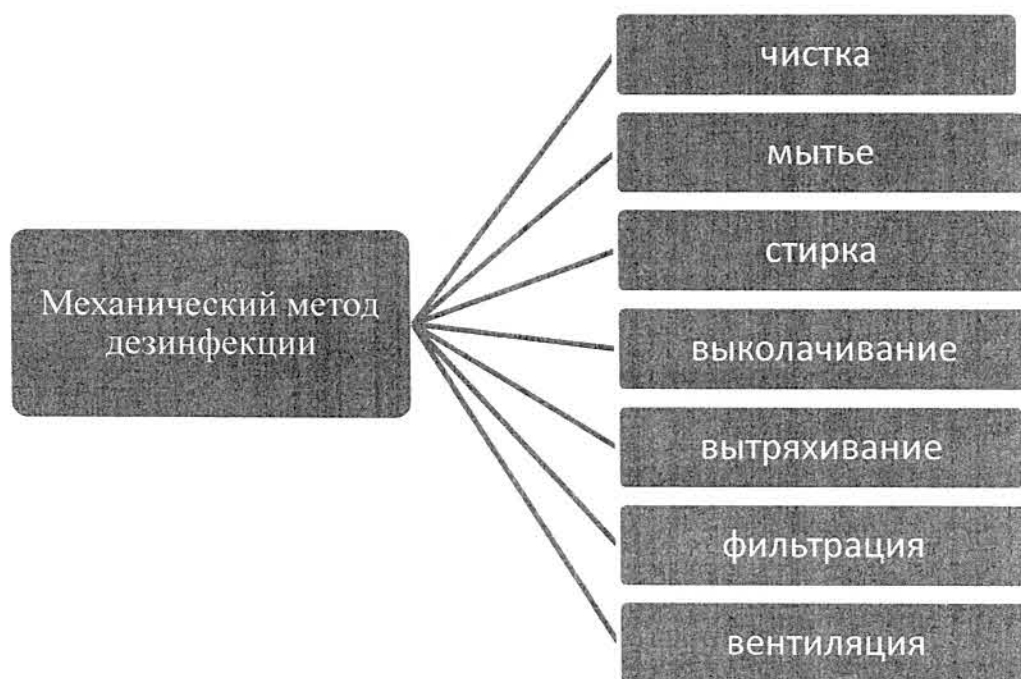 Механический метод
дезинфекции
чистка
мытье
стирка
выколачивание
вытряхивание
фильтрация
вентиляция